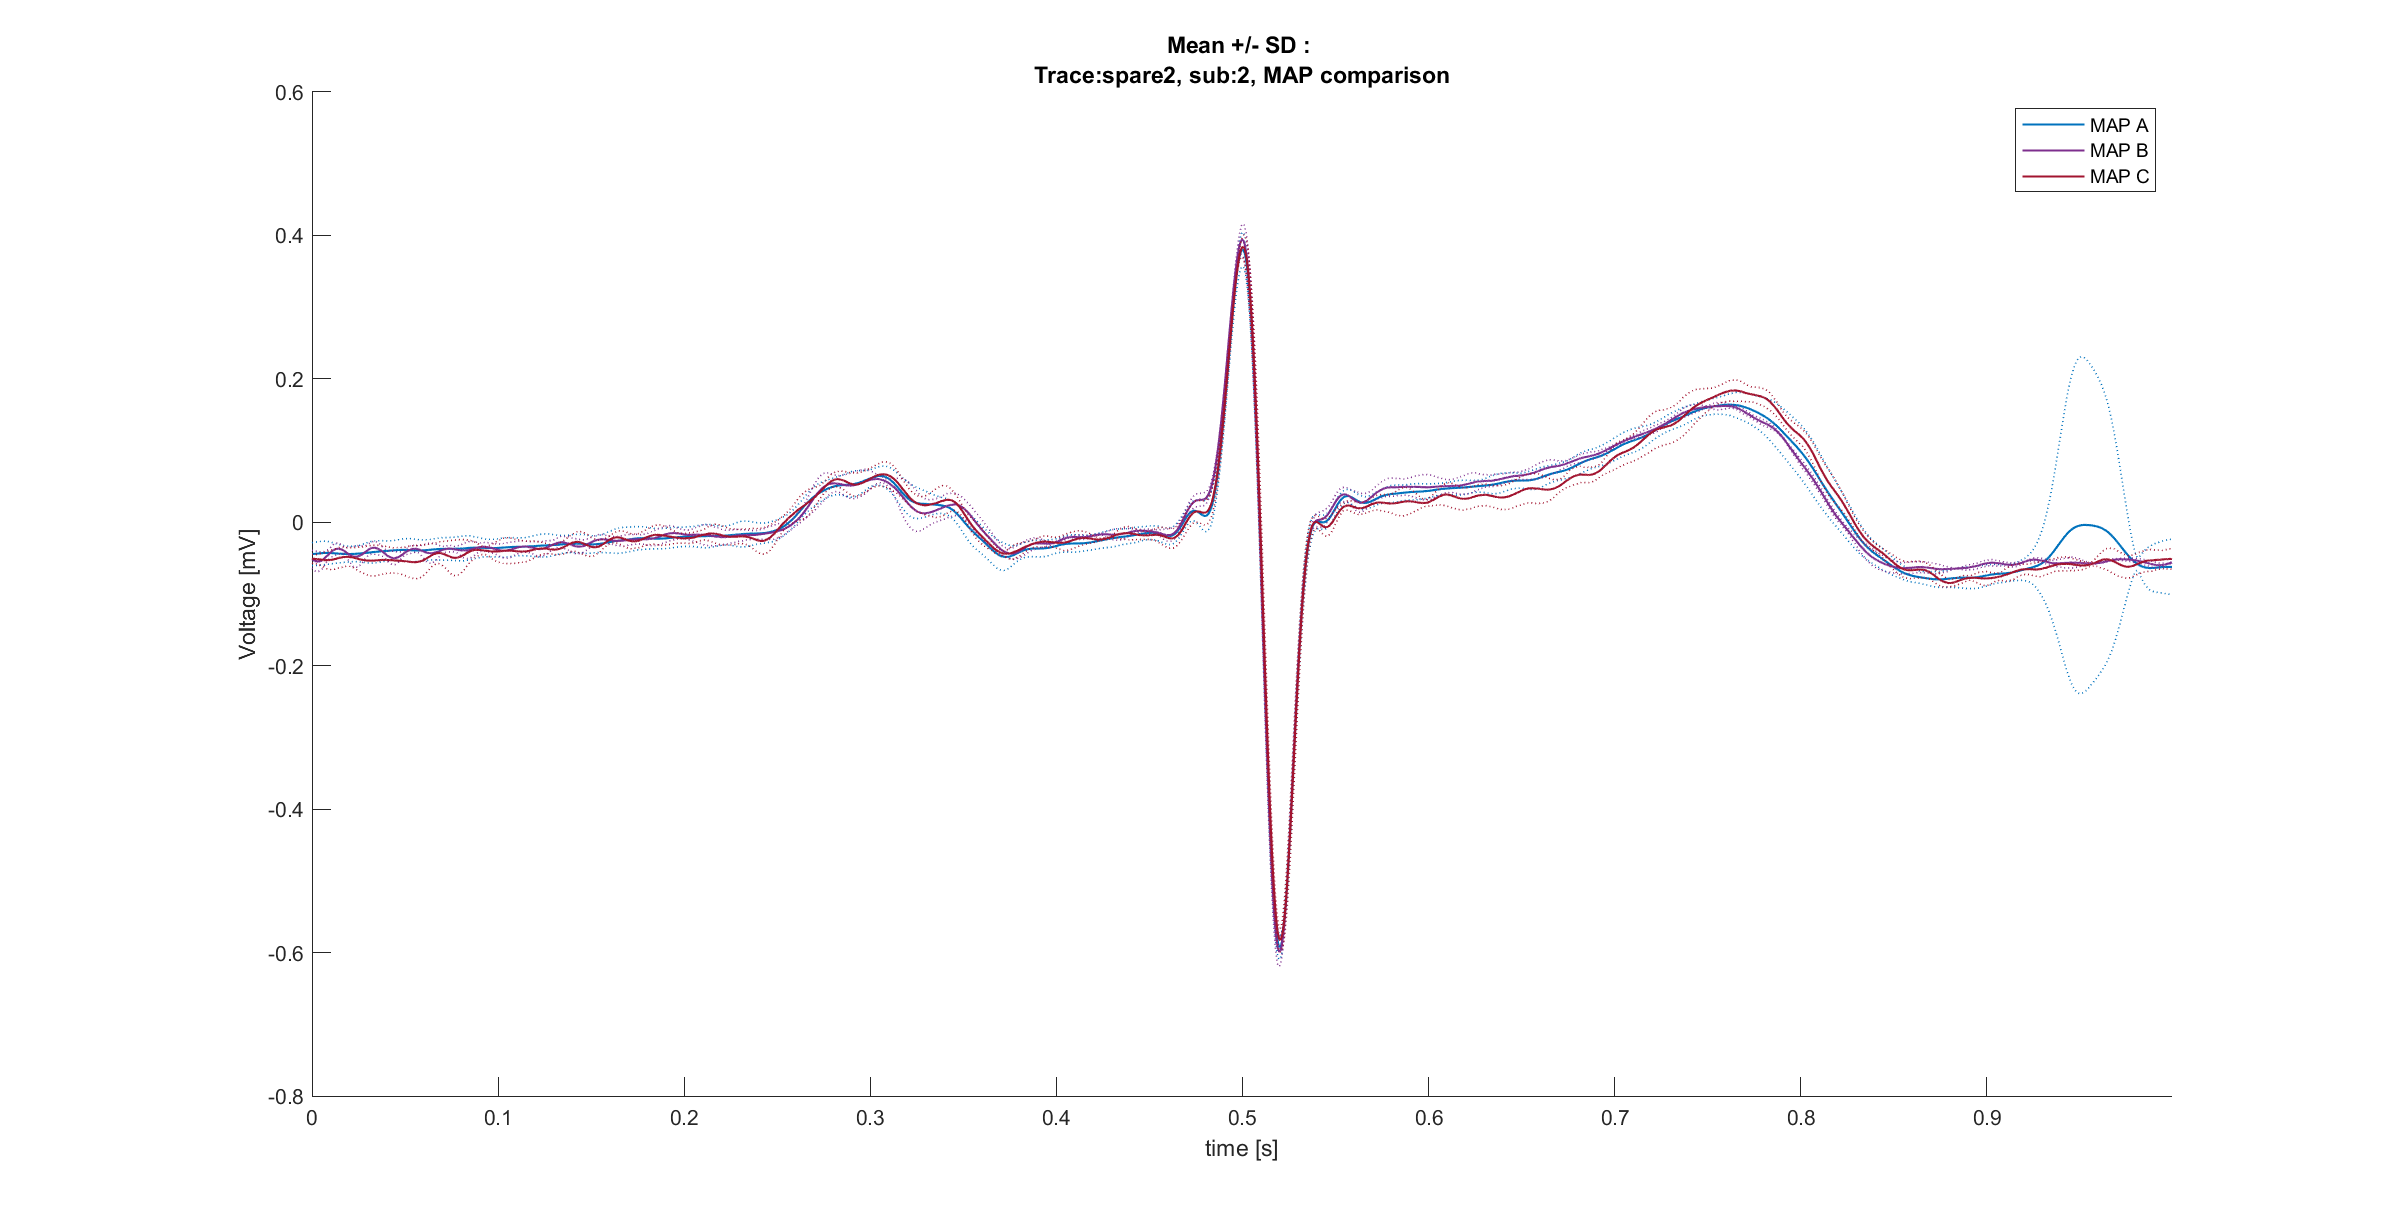 Mean +/- SD :
Trace:spare2, sub:2, MAP comparison
MAP A
MAP B
MAP C
0.6
0.4
0.2
0
-0.2
-0.4
-0.6
-0.8
Voltage [mV]
0 0.1 0.2 0.3 0.4 0.5 0.6 0.7 0.8 0.9
time [s]